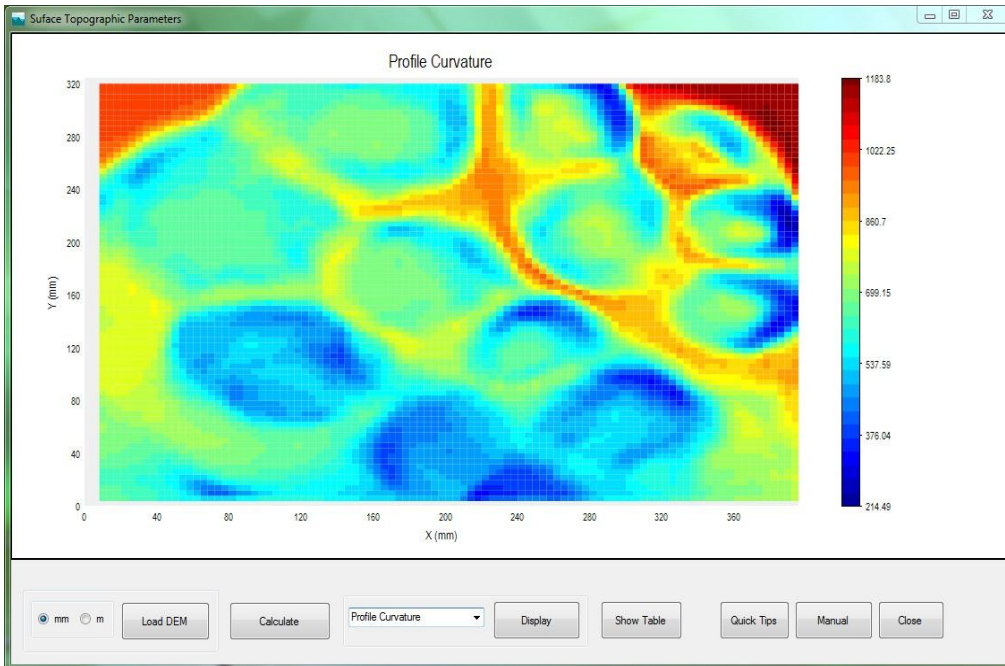 Suface Topographic Parameters
Profile Curvature
320
280
240
200
160
120
80
40
0
Y (mm)
0 40 80 120 160 200 240 280 320 360
X (mm)
1183.8
1022.25
860.7
699.15
537.59
376.04
214.49
mm m Load DEM Calculate Profile Curvature Display Show Table Quick Tips Manual Close